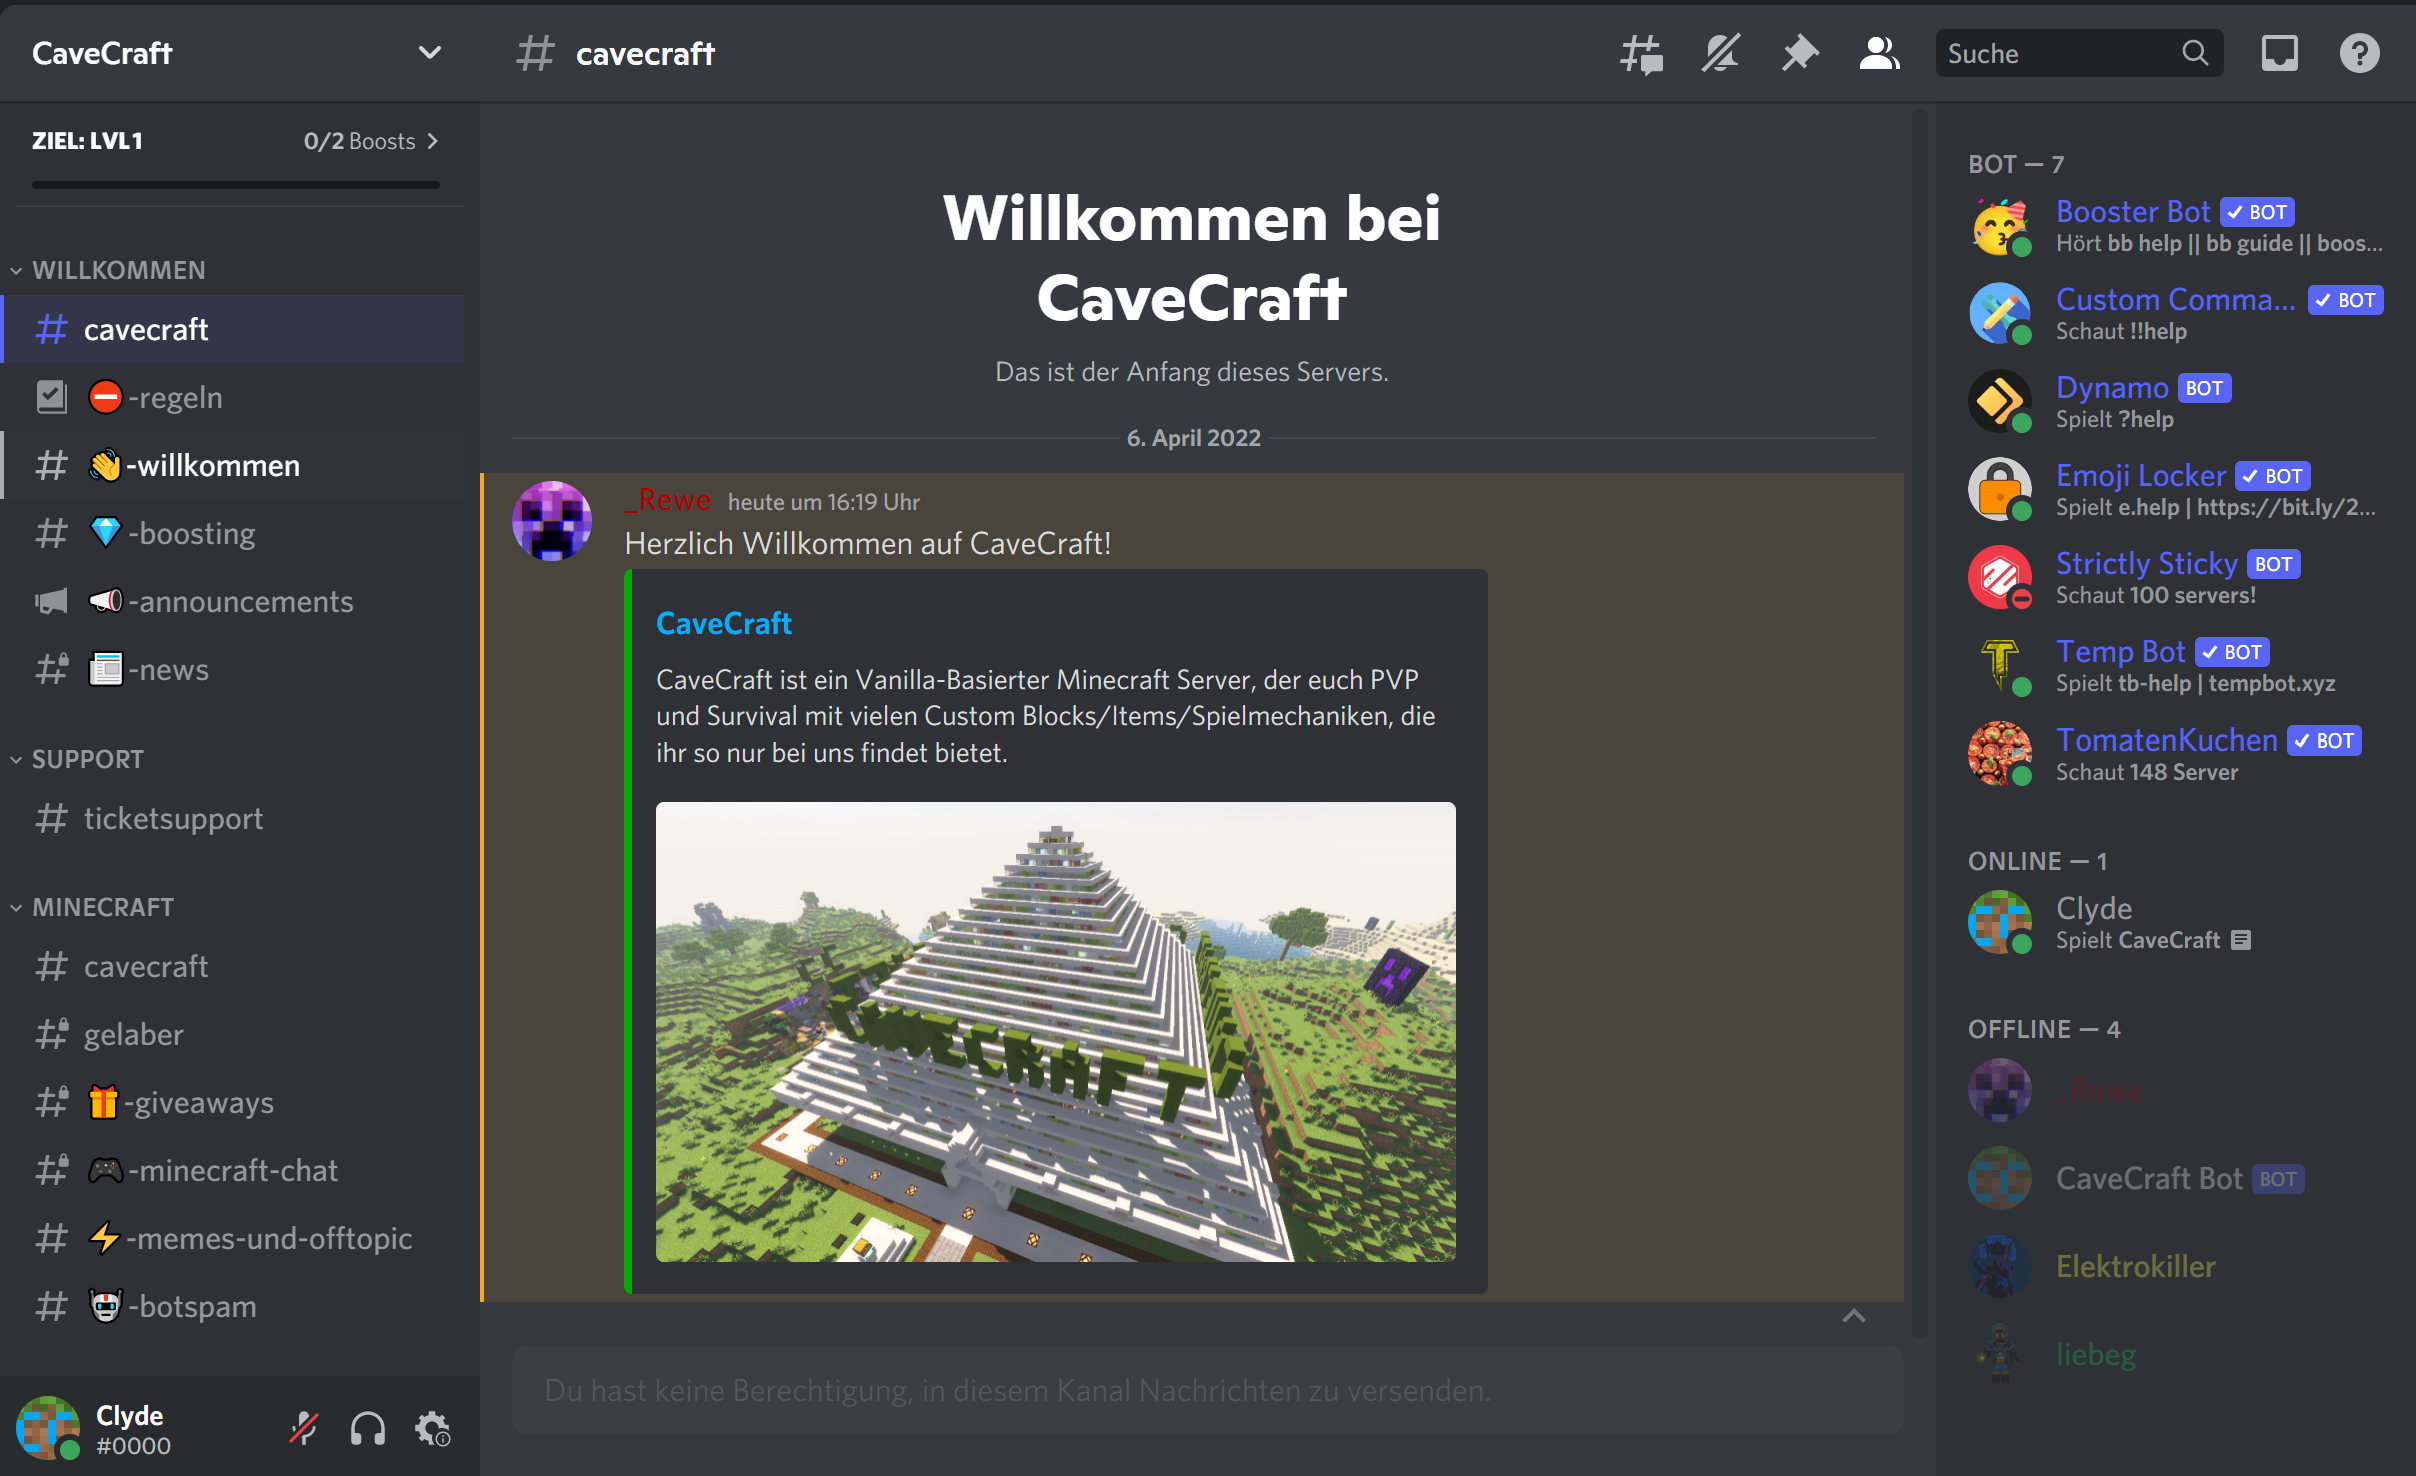 CaveCraft
ZIEL: LVL 1
0/2 Boosts
WILLKOMMEN
cavecraft
-regeln
-willkommen
-boosting
-announcements
-news
SUPPORT
ticketsupport
MINECRAFT
cavecraft
gelaber
-giveaways
-minecraft-chat
-memes-und-offtopic
-botspam
Clyde
#0000
cavecraft
Suche
Willkommen bei
CaveCraft
Das ist der Anfang dieses Servers.
6. April 2022
_Rewe heute um 16:19 Uhr
Herzlich Willkommen auf CaveCraft!
CaveCraft
CaveCraft ist ein Vanilla-Basierter Minecraft Server, der euch PVP
und Survival mit vielen Custom Blocks/Items/Spielmechaniken, die
ihr so nur bei uns findet bietet.
CAVECRAFT
Du hast keine Berechtigung, in diesem Kanal Nachrichten zu versenden.
BOT — 7
Booster Bot ✓ BOT
Hört bb help || bb guide || boos...
Custom Comma... ✓ BOT
Schaut !!help
Dynamo BOT
Spielt ?help
Emoji Locker ✓ BOT
Spielt e.help | https://bit.ly/2...
Strictly Sticky BOT
Schaut 100 servers!
Temp Bot ✓ BOT
Spielt tb-help | tempbot.xyz
TomatenKuchen ✓ BOT
Schaut 148 Server
ONLINE — 1
Clyde
Spielt CaveCraft
OFFLINE — 4
_Rewe
CaveCraft Bot BOT
Elektrokiller
liebeg